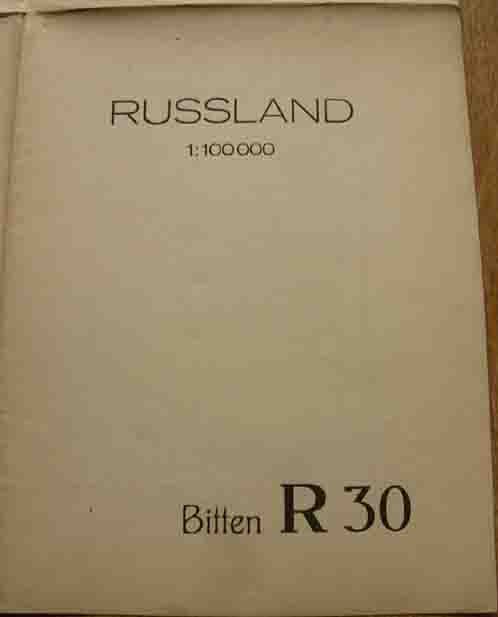 RUSSLAND
1:100000
Bitten R 30